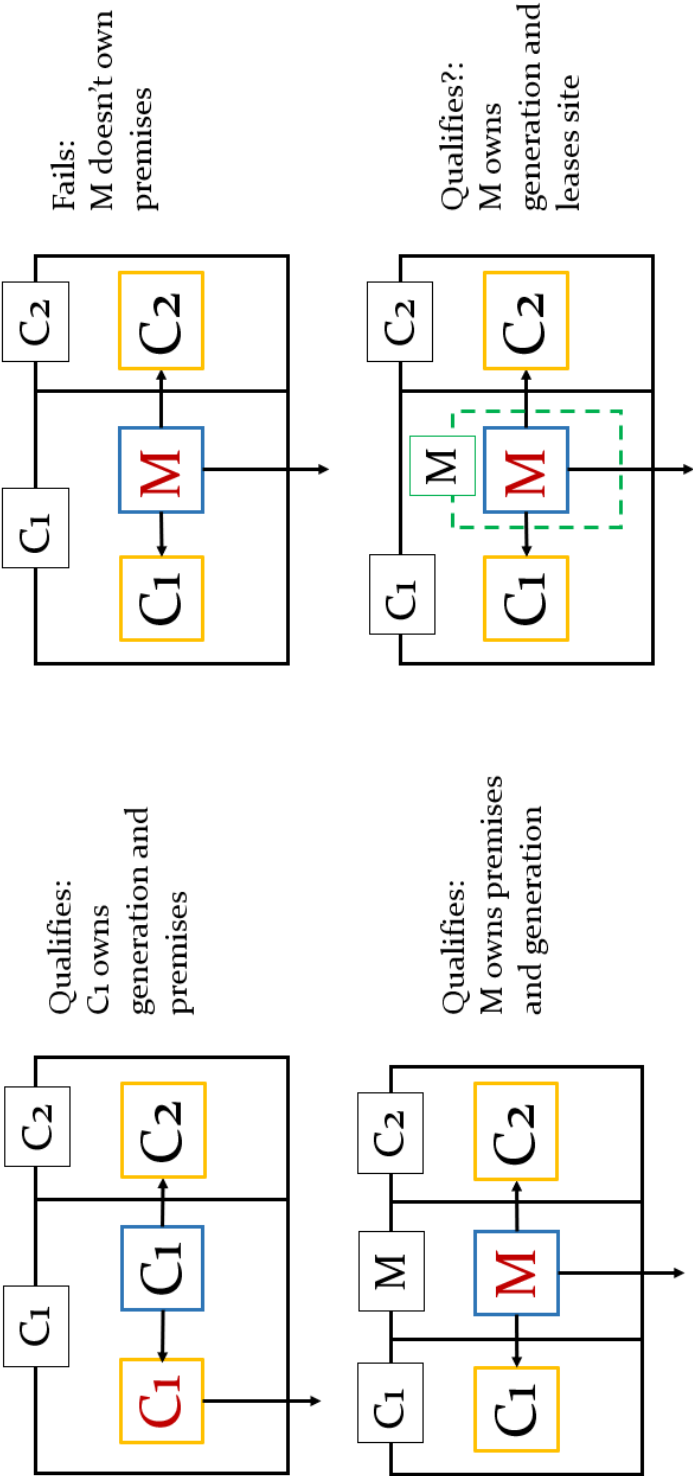 C1
C2
C1
C1
C2
Qualifies:
C1 owns
generation and
premises
C1
C2
C1
M
C2
Fails:
M doesn't own
premises
C1
M
C2
C1
M
C2
Qualifies:
M owns premises
and generation
C1
C2
M
C1
M
C2
Qualifies?:
M owns
generation and
leases site